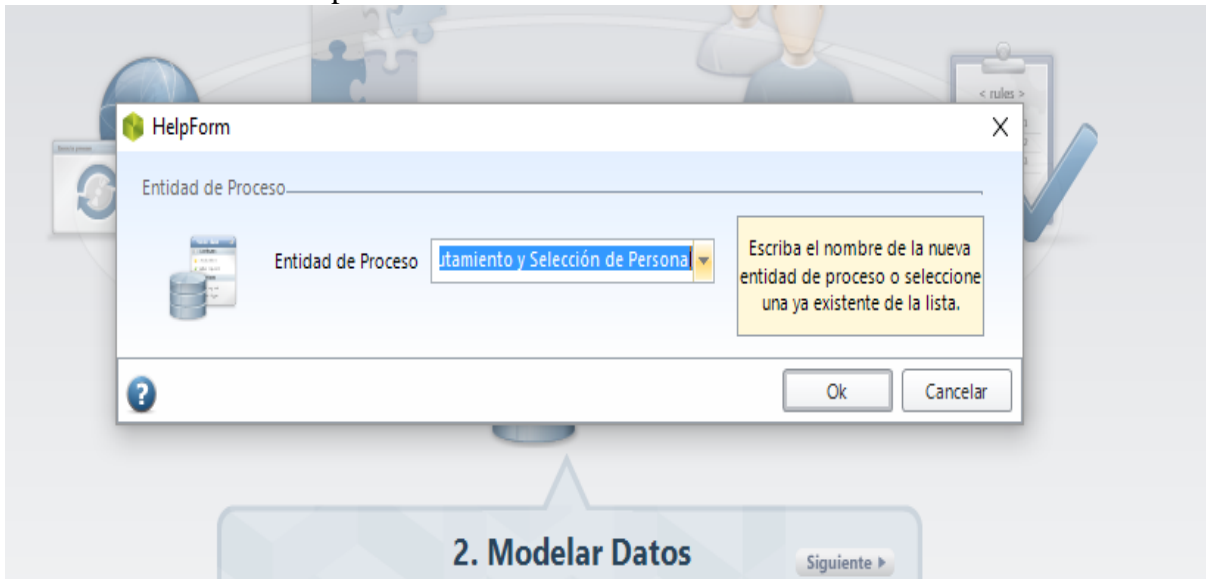 < rules >
HelpForm
Entidad de Proceso
Entidad de Proceso
utamiento y Selección de Personal
Escriba el nombre de la nueva
entidad de proceso o seleccione
una ya existente de la lista.
?
Ok
Cancelar
2. Modelar Datos
Siguiente